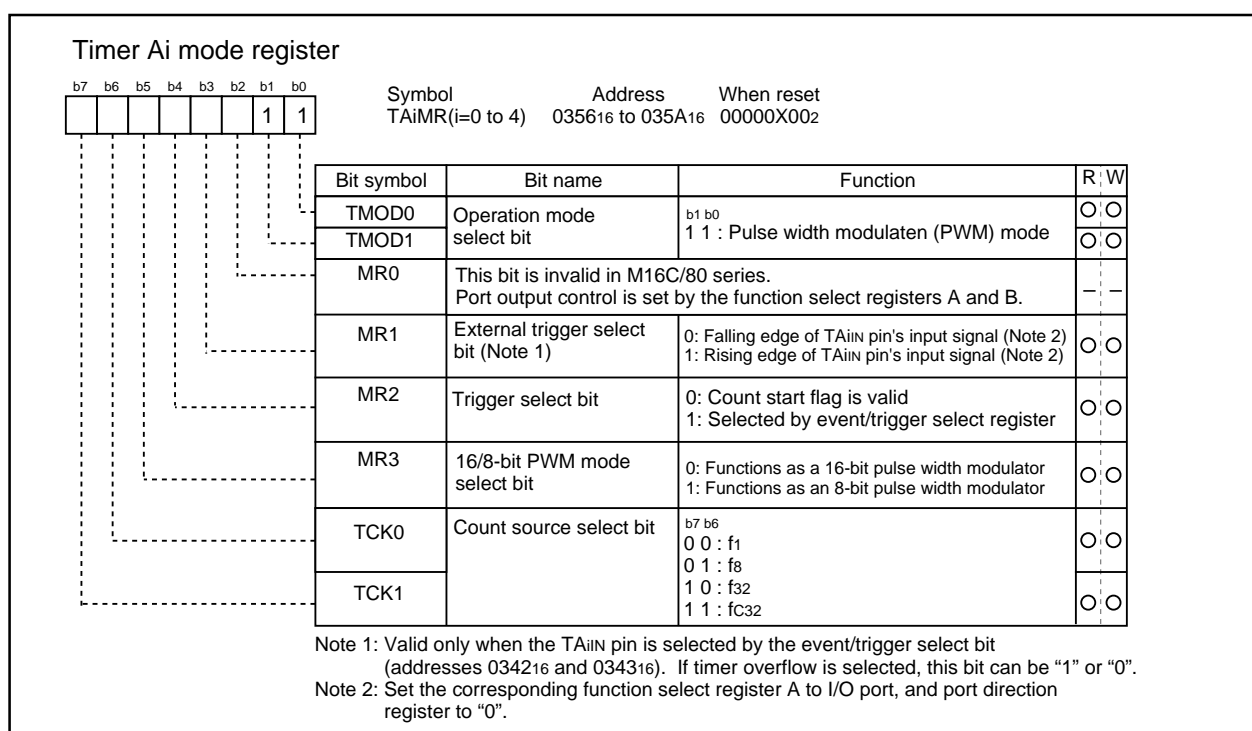 Timer Ai mode register
b7 b6 b5 b4 b3 b2 b1 b0
1 1
Symbol Address When reset
TAiMR(i=0 to 4) 035616 to 035A16 00000X002
Bit symbol Bit name Function R W
TMOD0 Operation mode select bit b1 b0
TMOD1 1 1 : Pulse width modulaten (PWM) mode
MR0 This bit is invalid in M16C/80 series.
Port output control is set by the function select registers A and B. – –
MR1 External trigger select bit (Note 1) 0: Falling edge of TAiIN pin's input signal (Note 2)
1: Rising edge of TAiIN pin's input signal (Note 2)
MR2 Trigger select bit 0: Count start flag is valid
1: Selected by event/trigger select register
MR3 16/8-bit PWM mode select bit 0: Functions as a 16-bit pulse width modulator
1: Functions as an 8-bit pulse width modulator
TCK0 Count source select bit b7 b6
0 0 : f1
0 1 : f8
TCK1 1 0 : f32
1 1 : fC32
Note 1: Valid only when the TAiIN pin is selected by the event/trigger select bit
(addresses 034216 and 034316). If timer overflow is selected, this bit can be “1” or “0”.
Note 2: Set the corresponding function select register A to I/O port, and port direction
register to “0”.